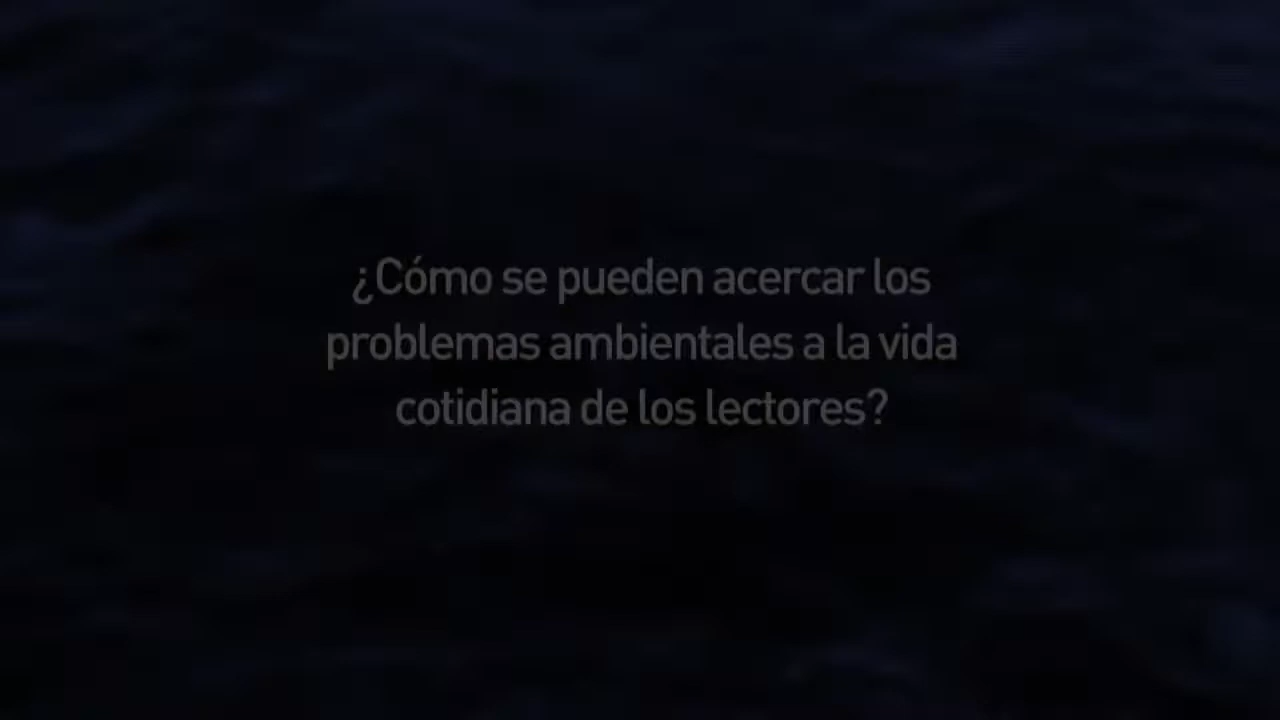 ¿Cómo se pueden acercar los
problemas ambientales a la vida
cotidiana de los lectores?